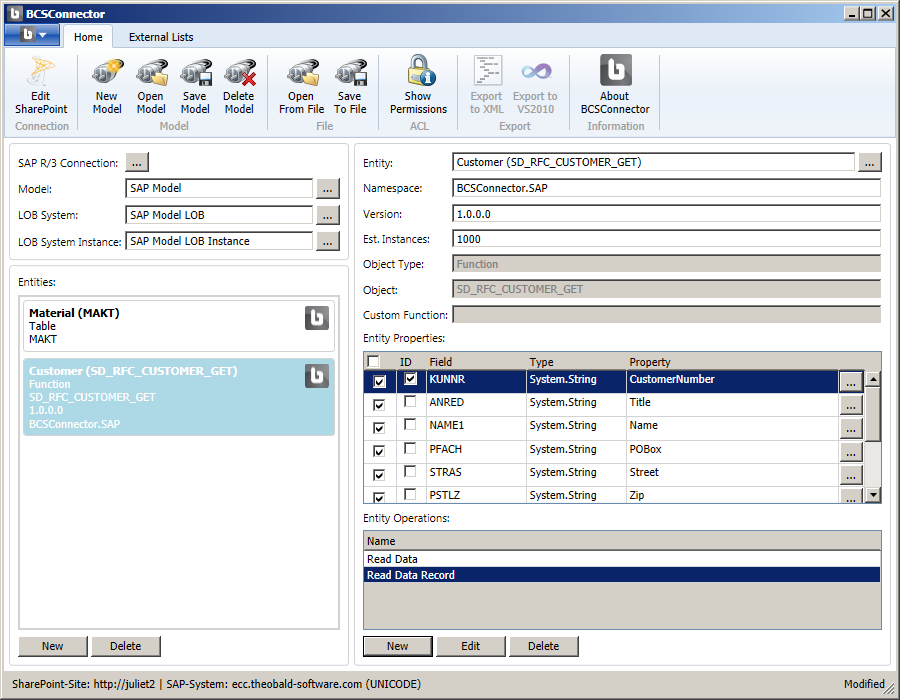 BCSConnector
Home
External Lists
Edit SharePoint
New Model
Open Model
Save Model
Delete Model
Open From File
Save To File
Show Permissions
Export to XML
Export to VS2010
About BCSConnector
Connection
Model
File
ACL
Export
Information
SAP R/3 Connection: ...
Model: SAP Model ...
LOB System: SAP Model LOB ...
LOB System Instance: SAP Model LOB Instance ...
Entities:
Material (MAKT)
Table
MAKT
Customer (SD_RFC_CUSTOMER_GET)
Function
SD_RFC_CUSTOMER_GET
1.0.0.0
BCSConnector.SAP
New Delete
Entity: Customer (SD_RFC_CUSTOMER_GET) ...
Namespace: BCSConnector.SAP
Version: 1.0.0.0
Est. Instances: 1000
Object Type: Function
Object: SD_RFC_CUSTOMER_GET
Custom Function:
Entity Properties:
ID Field Type Property
KUNNR System.String CustomerNumber ...
ANRED System.String Title ...
NAME1 System.String Name ...
PFACH System.String POBox ...
STRAS System.String Street ...
PSTLZ System.String Zip ...
Entity Operations:
Name
Read Data
Read Data Record
New Edit Delete
SharePoint-Site: http://juliet2 | SAP-System: ecc.theobald-software.com (UNICODE)
Modified